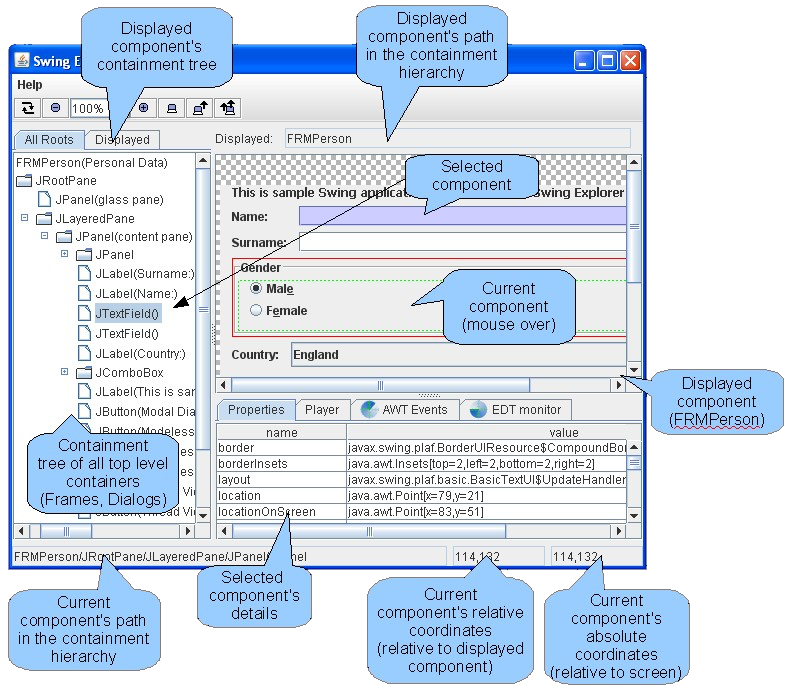 Displayed
component's
containment tree
Displayed
component's path
in the containment
hierarchy
Swing E
Help
100%
All Roots
Displayed
Displayed:
FRMPerson
FRMPerson(Personal Data)
JRootPane
JPanel(glass pane)
JLayeredPane
JPanel(content pane)
JPanel
JLabel(Surname:)
JLabel(Name:)
JTextField()
JTextField()
JLabel(Country:)
JComboBox
JLabel(This is sar
JButton(Modal Dia
JButton(Modeless
JButton(Thread Vi
Selected
component
This is sample Swing applicat
Swing Explorer
Name:
Surname:
Gender
Male
Female
Current
component
(mouse over)
Country:
England
Displayed
component
(FRMPerson)
Containment
tree of all top level
containers
(Frames, Dialogs)
Properties
Player
AWT Events
EDT monitor
name
value
border
javax.swing.plaf.BorderUIResource$CompoundBor
borderInsets
java.awt.Insets[top=2,left=2,bottom=2,right=2]
layout
javax.swing.plaf.basic.BasicTextUI$UpdateHandler
location
java.awt.Point[x=79,y=21]
locationOnScreen
java.awt.Point[x=83,y=51]
FRMPerson/JRootPane/JLayeredPane/JPanel/JPanel
114,132
114,132
Current
component's path
in the containment
hierarchy
Selected
component's
details
Current
component's relative
coordinates
(relative to displayed
component)
Current
component's
absolute
coordinates
(relative to screen)